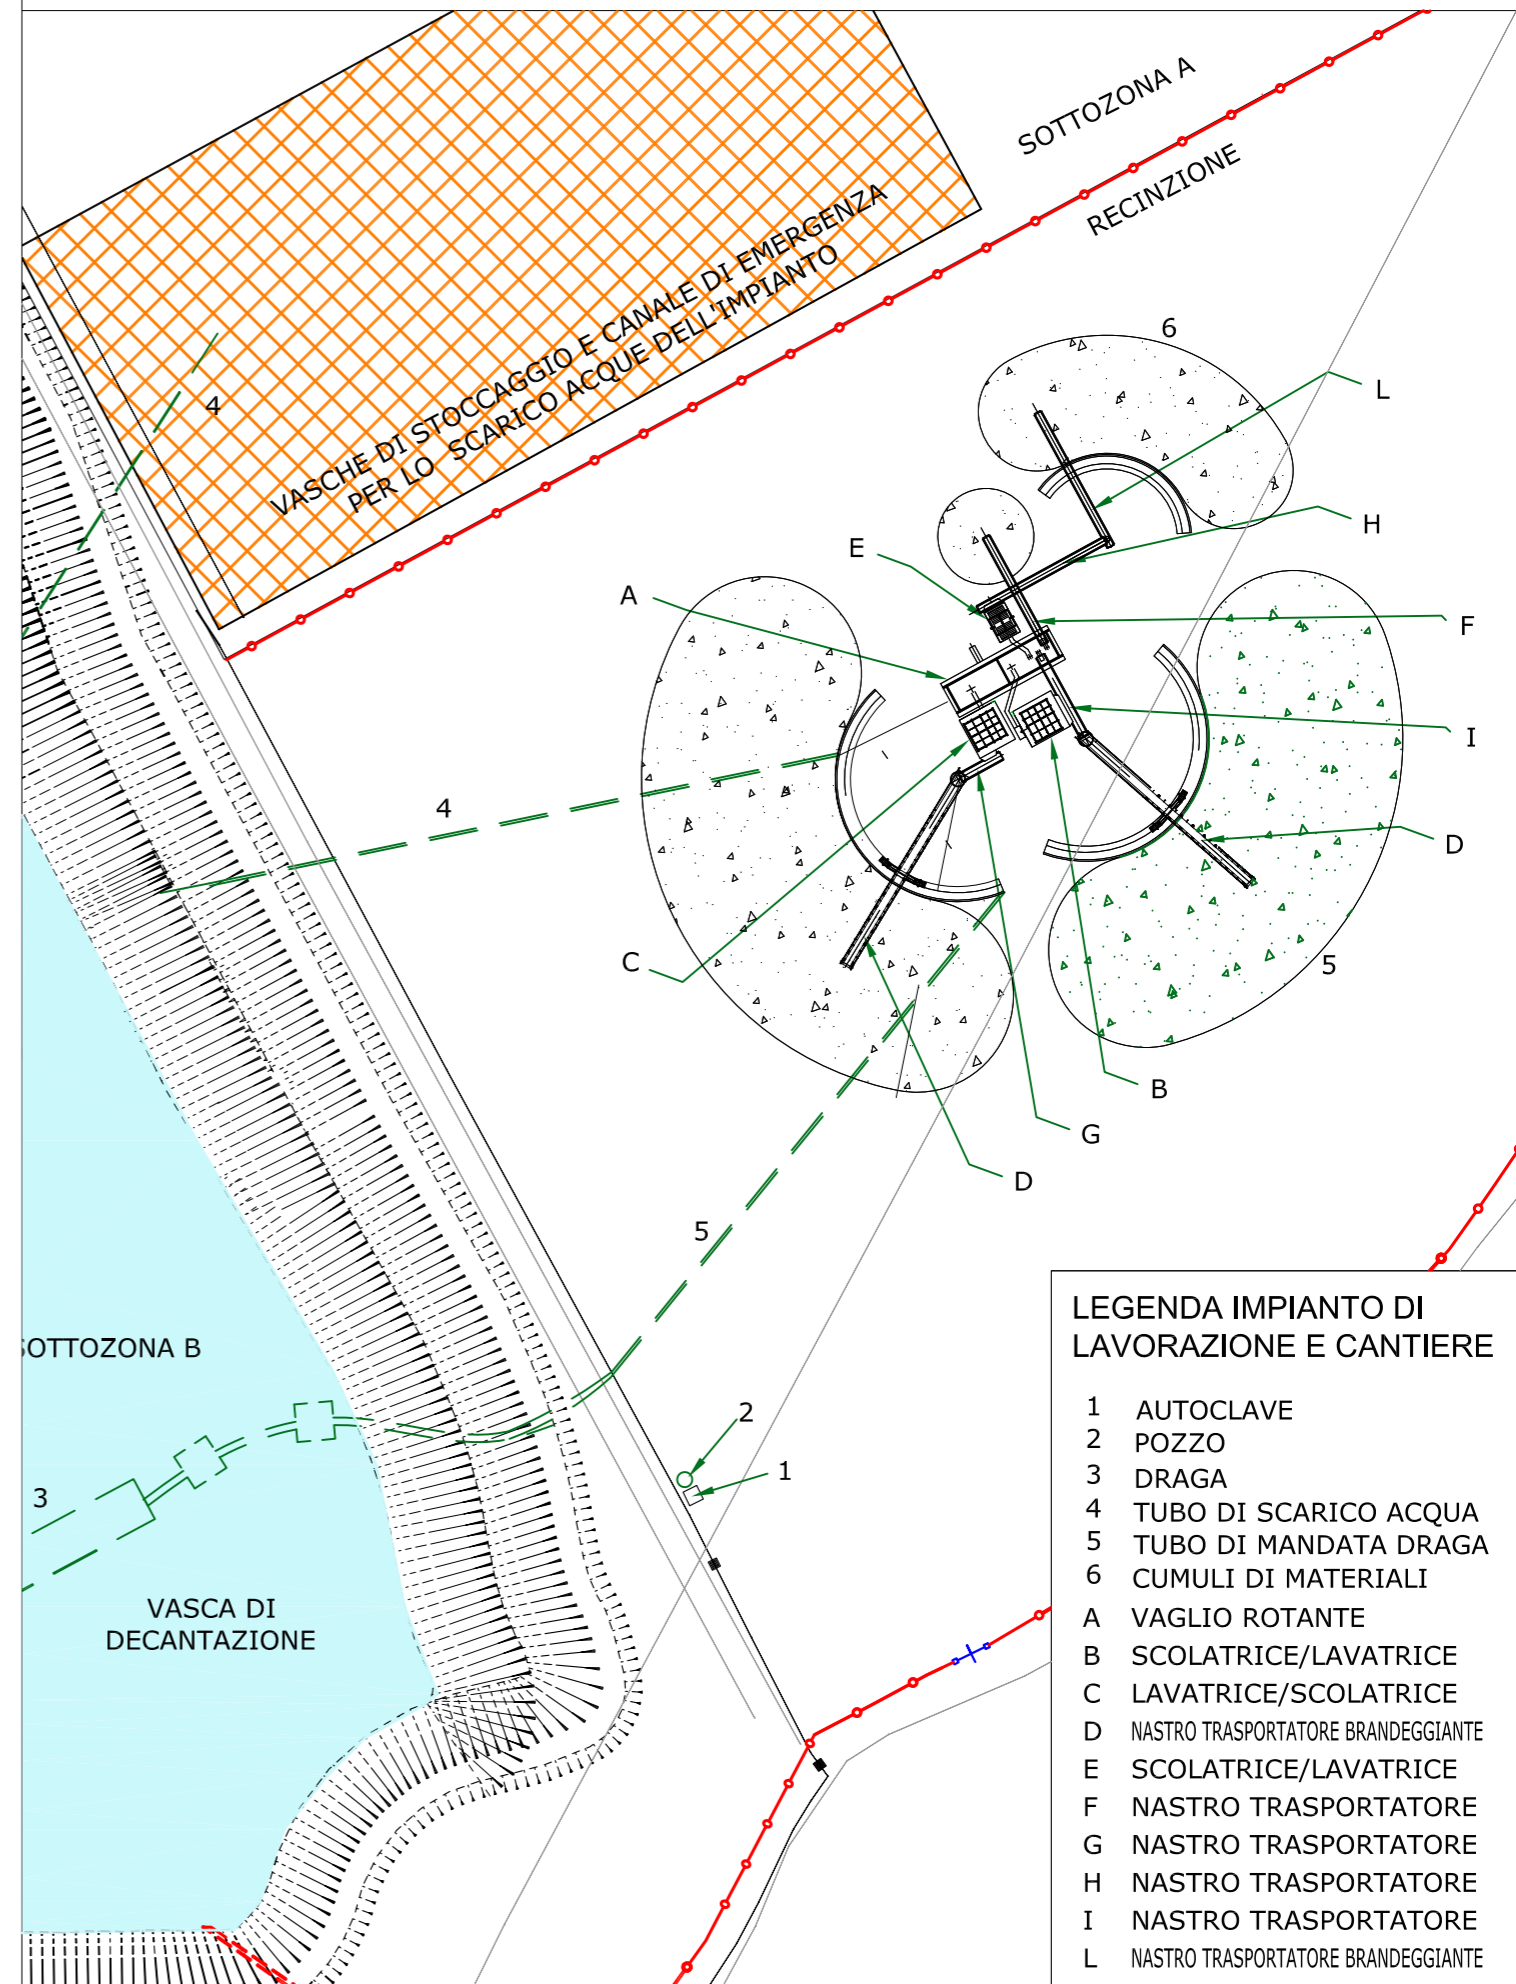 SOTTOZONA A
RECINZIONE
VASCHE DI STOCCAGGIO E CANALE DI EMERGENZA
PER LO SCARICO ACQUE DELL'IMPIANTO
4
6
L
H
E
A
F
I
4
D
C
5
B
G
D
5
SOTTOZONA B
2
1
3
VASCA DI
DECANTAZIONE
LEGENDA IMPIANTO DI
LAVORAZIONE E CANTIERE
1 AUTOCLAVE
2 POZZO
3 DRAGA
4 TUBO DI SCARICO ACQUA
5 TUBO DI MANDATA DRAGA
6 CUMULI DI MATERIALI
A VAGLIO ROTANTE
B SCOLATRICE/LAVATRICE
C LAVATRICE/SCOLATRICE
D NASTRO TRASPORTATORE BRANDEGGIANTE
E SCOLATRICE/LAVATRICE
F NASTRO TRASPORTATORE
G NASTRO TRASPORTATORE
H NASTRO TRASPORTATORE
I NASTRO TRASPORTATORE
L NASTRO TRASPORTATORE BRANDEGGIANTE